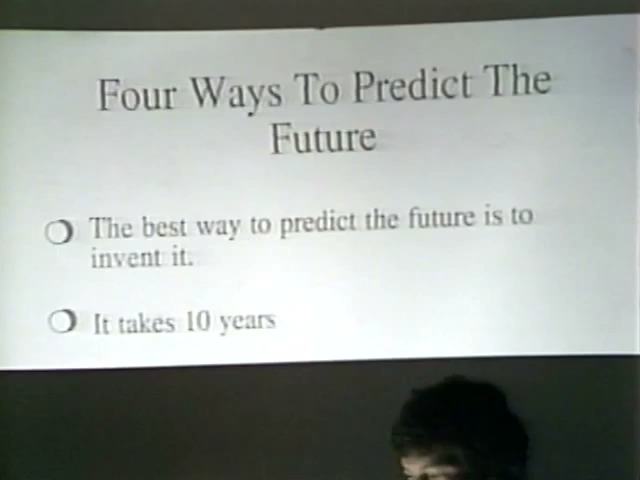 Four Ways To Predict The
Future
The best way to predict the future is to
invent it.
It takes 10 years